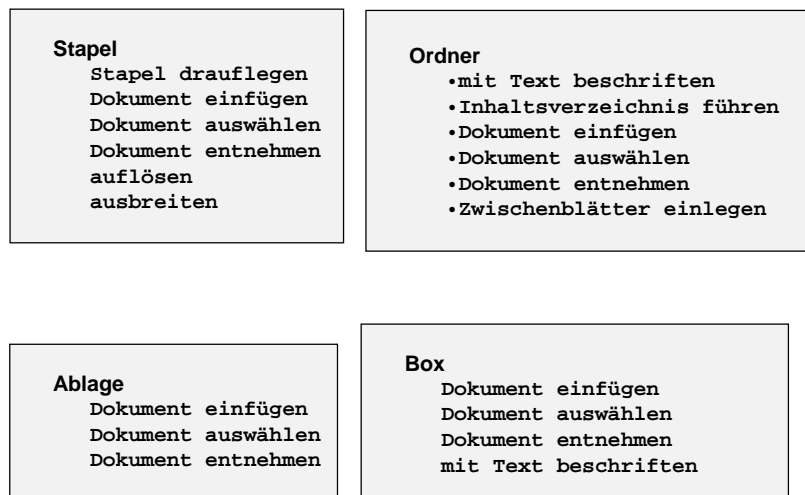 Stapel
Stapel drauflegen
Dokument einfügen
Dokument auswählen
Dokument entnehmen
auflösen
ausbreiten
Ordner
•mit Text beschriften
•Inhaltsverzeichnis führen
•Dokument einfügen
•Dokument auswählen
•Dokument entnehmen
•Zwischenblätter einlegen
Ablage
Dokument einfügen
Dokument auswählen
Dokument entnehmen
Box
Dokument einfügen
Dokument auswählen
Dokument entnehmen
mit Text beschriften